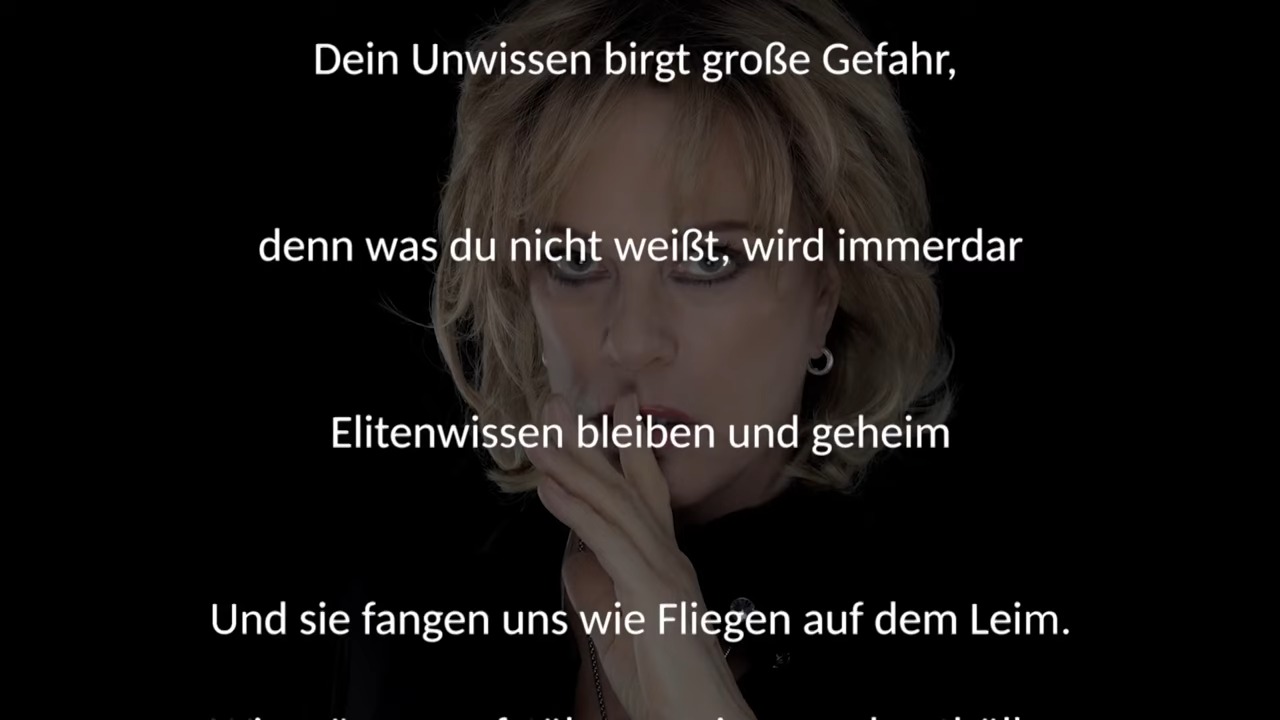 Dein Unwissen birgt große Gefahr,
denn was du nicht weißt, wird immerdar
Elitenwissen bleiben und geheim
Und sie fangen uns wie Fliegen auf dem Leim.